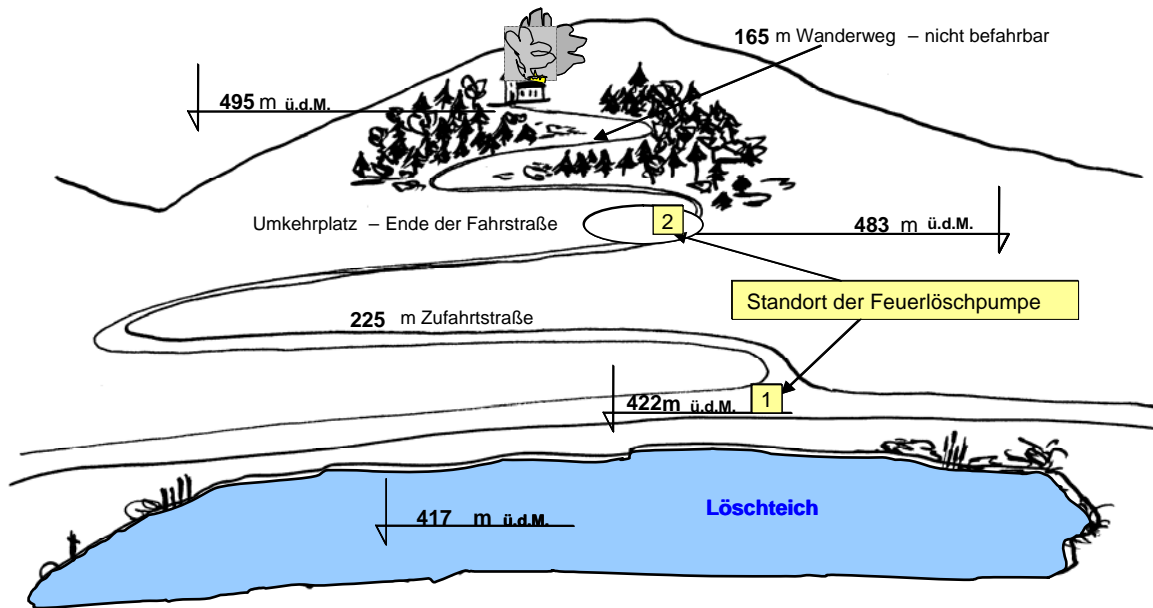 165 m Wanderweg – nicht befahrbar
495 m ü.d.M.
Umkehrplatz – Ende der Fahrstraße
2
483 m ü.d.M.
Standort der Feuerlöschpumpe
225 m Zufahrtstraße
1
422m ü.d.M.
Löschteich
417 m ü.d.M.